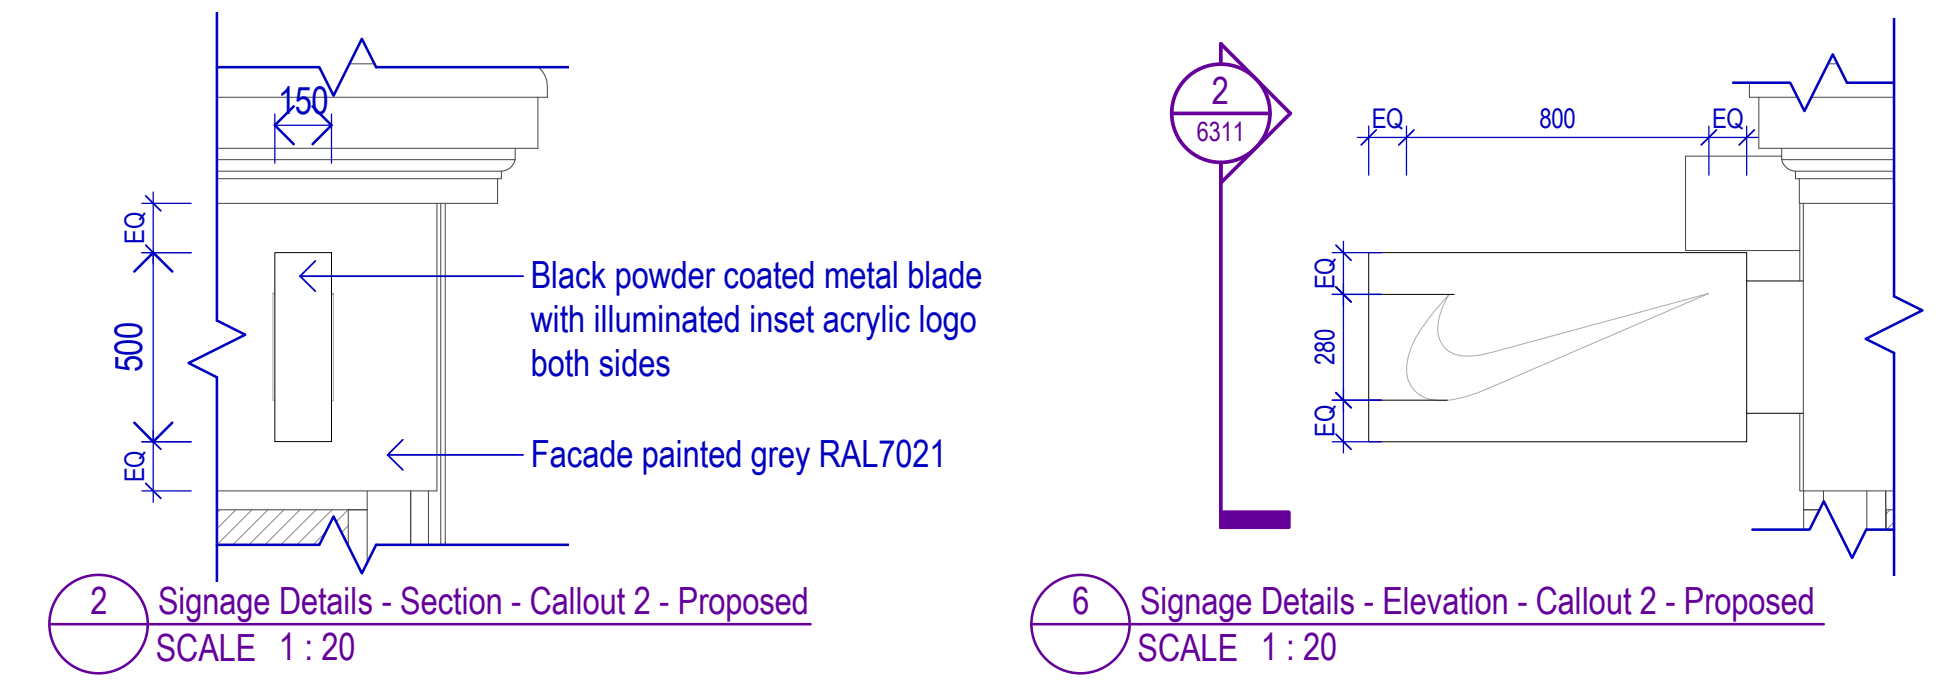 150
EQ
500
EQ
Black powder coated metal blade
with illuminated inset acrylic logo
both sides
Facade painted grey RAL7021
2
Signage Details - Section - Callout 2 - Proposed
SCALE 1 : 20
2
6311
EQ
800
EQ
EQ
280
EQ
6
Signage Details - Elevation - Callout 2 - Proposed
SCALE 1 : 20